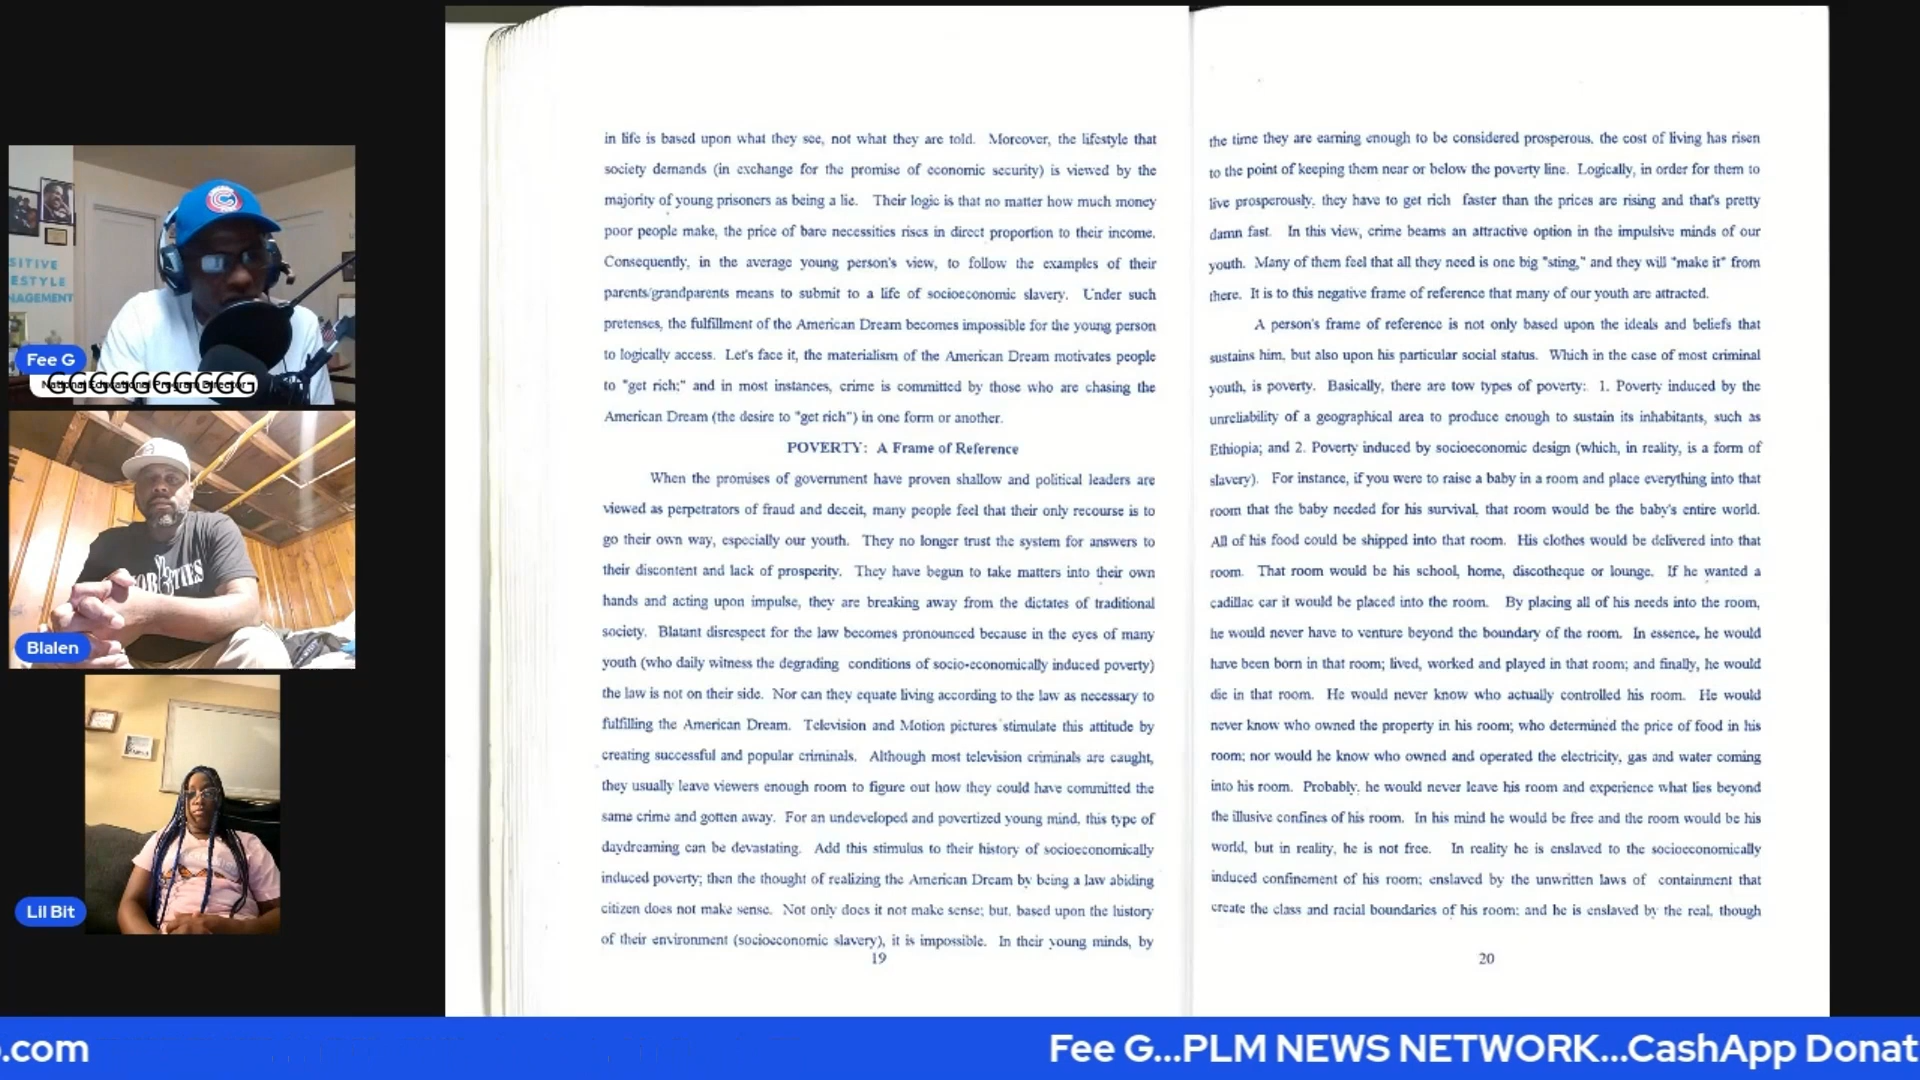 SITIVE
ESTYLE
NAGEMENT
Fee G
National Educational Program Director
GGGGGGGGGG
Blalen
Lil Bit
in life is based upon what they see, not what they are told. Moreover, the lifestyle that
society demands (in exchange for the promise of economic security) is viewed by the
majority of young prisoners as being a lie. Their logic is that no matter how much money
poor people make, the price of bare necessities rises in direct proportion to their income.
Consequently, in the average young person's view, to follow the examples of their
parents/grandparents means to submit to a life of socioeconomic slavery. Under such
pretenses, the fulfillment of the American Dream becomes impossible for the young person
to logically access. Let's face it, the materialism of the American Dream motivates people
to "get rich;" and in most instances, crime is committed by those who are chasing the
American Dream (the desire to "get rich") in one form or another.
POVERTY: A Frame of Reference
When the promises of government have proven shallow and political leaders are
viewed as perpetrators of fraud and deceit, many people feel that their only recourse is to
go their own way, especially our youth. They no longer trust the system for answers to
their discontent and lack of prosperity. They have begun to take matters into their own
hands and acting upon impulse, they are breaking away from the dictates of traditional
society. Blatant disrespect for the law becomes pronounced because in the eyes of many
youth (who daily witness the degrading conditions of socio-economically induced poverty)
the law is not on their side. Nor can they equate living according to the law as necessary to
fulfilling the American Dream. Television and Motion pictures stimulate this attitude by
creating successful and popular criminals. Although most television criminals are caught,
they usually leave viewers enough room to figure out how they could have committed the
same crime and gotten away. For an undeveloped and povertized young mind, this type of
daydreaming can be devastating. Add this stimulus to their history of socioeconomically
induced poverty; then the thought of realizing the American Dream by being a law abiding
citizen does not make sense. Not only does it not make sense; but, based upon the history
of their environment (socioeconomic slavery), it is impossible. In their young minds, by
19
the time they are earning enough to be considered prosperous, the cost of living has risen
to the point of keeping them near or below the poverty line. Logically, in order for them to
live prosperously, they have to get rich faster than the prices are rising and that's pretty
damn fast. In this view, crime beams an attractive option in the impulsive minds of our
youth. Many of them feel that all they need is one big "sting," and they will "make it" from
there. It is to this negative frame of reference that many of our youth are attracted.
A person's frame of reference is not only based upon the ideals and beliefs that
sustains him, but also upon his particular social status. Which in the case of most criminal
youth, is poverty. Basically, there are tow types of poverty: 1. Poverty induced by the
unreliability of a geographical area to produce enough to sustain its inhabitants, such as
Ethiopia; and 2. Poverty induced by socioeconomic design (which, in reality, is a form of
slavery). For instance, if you were to raise a baby in a room and place everything into that
room that the baby needed for his survival, that room would be the baby's entire world.
All of his food could be shipped into that room. His clothes would be delivered into that
room. That room would be his school, home, discotheque or lounge. If he wanted a
cadillac car it would be placed into the room. By placing all of his needs into the room,
he would never have to venture beyond the boundary of the room. In essence, he would
have been born in that room; lived, worked and played in that room; and finally, he would
die in that room. He would never know who actually controlled his room. He would
never know who owned the property in his room; who determined the price of food in his
room; nor would he know who owned and operated the electricity, gas and water coming
into his room. Probably, he would never leave his room and experience what lies beyond
the illusive confines of his room. In his mind he would be free and the room would be his
world, but in reality, he is not free. In reality he is enslaved to the socioeconomically
induced confinement of his room; enslaved by the unwritten laws of containment that
create the class and racial boundaries of his room; and he is enslaved by the real, though
20
.com
Fee G...PLM NEWS NETWORK...CashApp Donat